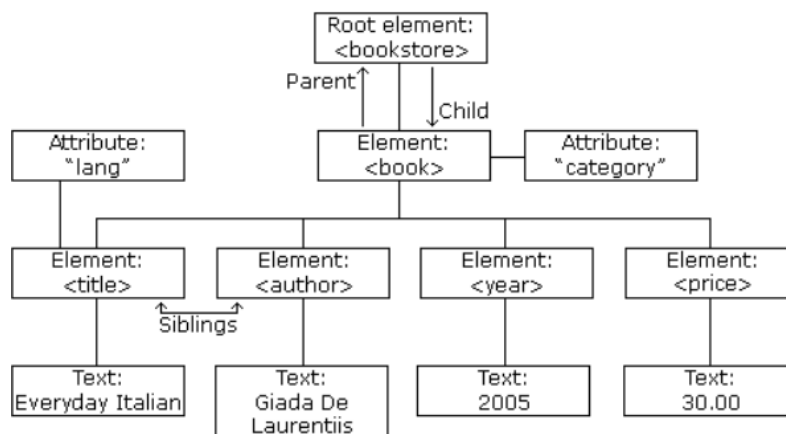 Root element:
<bookstore>
Parent
Child
Attribute:
"lang"
Element:
<book>
Attribute:
"category"
Element:
<title>
Element:
<author>
Element:
<year>
Element:
<price>
Siblings
Text:
Everyday Italian
Text:
Giada De
Laurentiis
Text:
2005
Text:
30.00